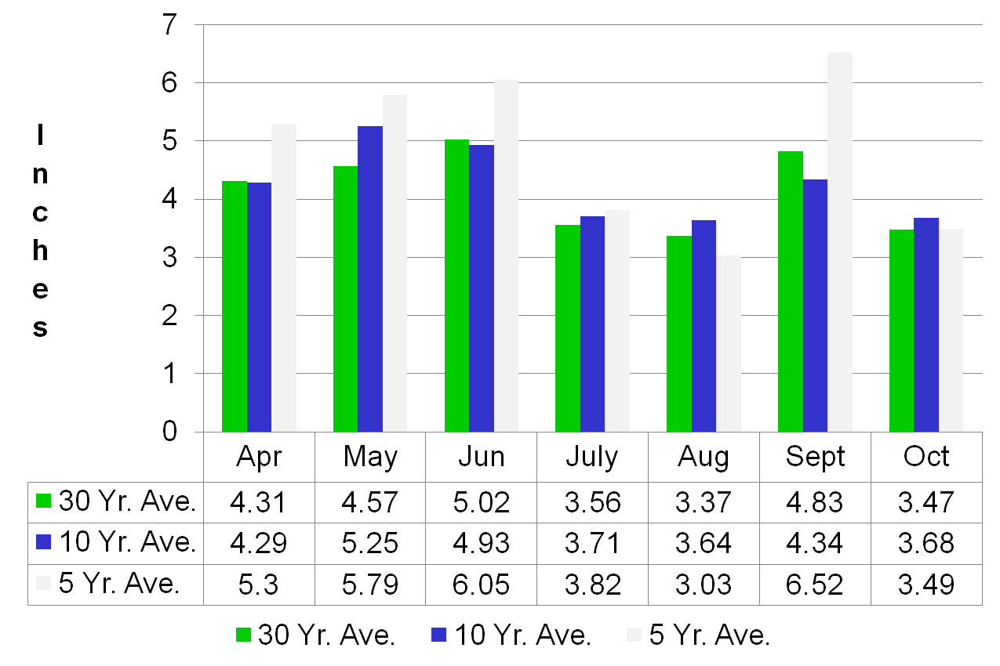 7
6
5
4
3
2
1
0
Inches
Apr May Jun July Aug Sept Oct
30 Yr. Ave. 4.31 4.57 5.02 3.56 3.37 4.83 3.47
10 Yr. Ave. 4.29 5.25 4.93 3.71 3.64 4.34 3.68
5 Yr. Ave. 5.3 5.79 6.05 3.82 3.03 6.52 3.49
30 Yr. Ave. 10 Yr. Ave. 5 Yr. Ave.